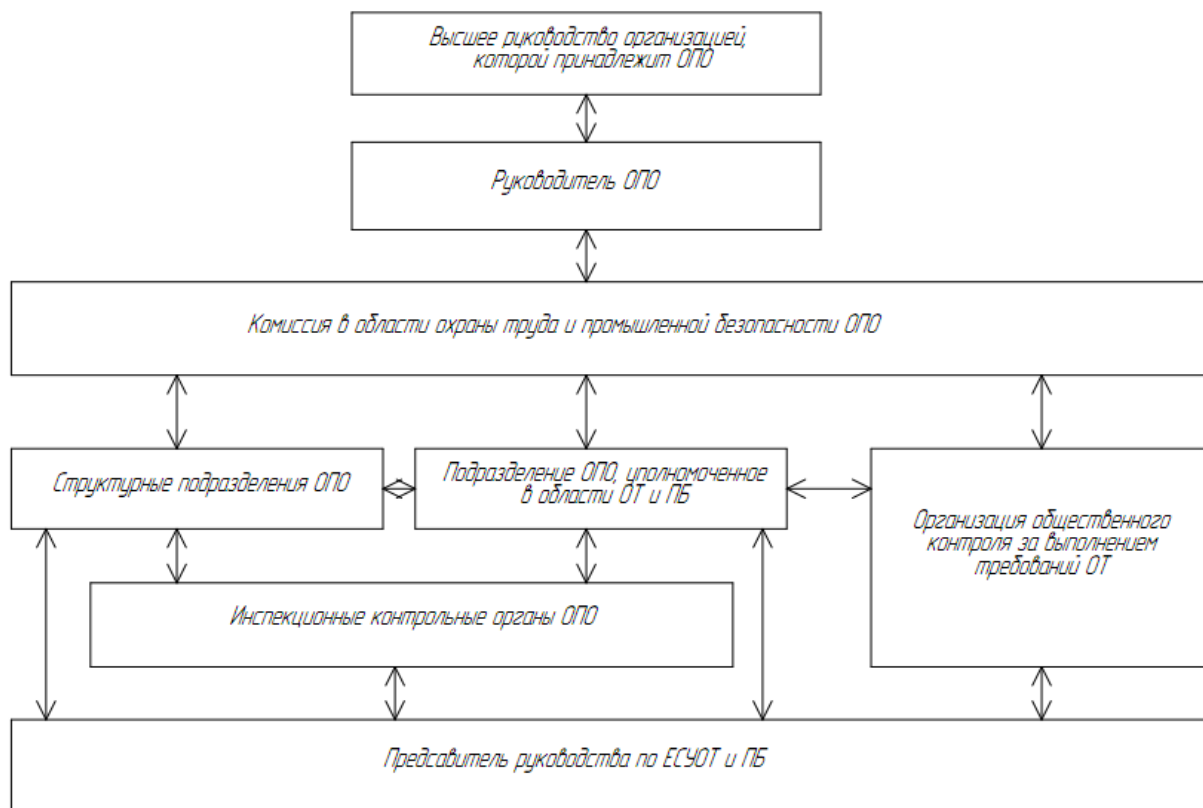 Высшее руководство организацией,
которой принадлежит ОПО
Руководитель ОПО
Комиссия в области охраны труда и промышленной безопасности ОПО
Структурные подразделения ОПО
Подразделение ОПО, уполномоченное
в области ОТ и ПБ
Организация общественного
контроля за выполнением
требований ОТ
Инспекционные контрольные органы ОПО
Предсавитель руководства по ЕСУОТ и ПБ